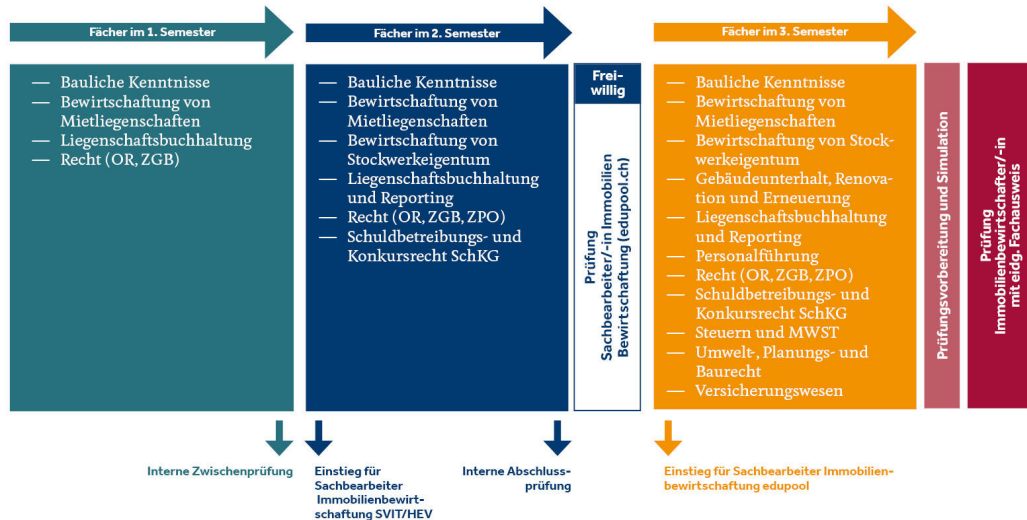 Fächer im 1. Semester
— Bauliche Kenntnisse
— Bewirtschaftung von
Mietliegenschaften
— Liegenschaftsbuchhaltung
— Recht (OR, ZGB)
Interne Zwischenprüfung
Fächer im 2. Semester
— Bauliche Kenntnisse
— Bewirtschaftung von
Mietliegenschaften
— Bewirtschaftung von
Stockwerkeigentum
— Liegenschaftsbuchhaltung
und Reporting
— Recht (OR, ZGB, ZPO)
— Schuldbetreibungs- und
Konkursrecht SchKG
Einstieg für
Sachbearbeiter
Immobilienbewirt-
schaftung SVIT/HEV
Interne Abschluss-
prüfung
Frei-
willig
Prüfung
Sachbearbeiter/-in Immobilien
Bewirtschaftung (edupool.ch)
Fächer im 3. Semester
— Bauliche Kenntnisse
— Bewirtschaftung von
Mietliegenschaften
— Bewirtschaftung von Stock-
werkeigentum
— Gebäudeunterhalt, Renova-
tion und Erneuerung
— Liegenschaftsbuchhaltung
und Reporting
— Personalführung
— Recht (OR, ZGB, ZPO)
— Schuldbetreibungs- und
Konkursrecht SchKG
— Steuern und MWST
— Umwelt-, Planungs- und
Baurecht
— Versicherungswesen
Einstieg für Sachbearbeiter Immobilien-
bewirtschaftung edupool
Prüfungsvorbereitung und Simulation
Prüfung
Immobilienbewirtschafter/-in
mit eidg. Fachausweis